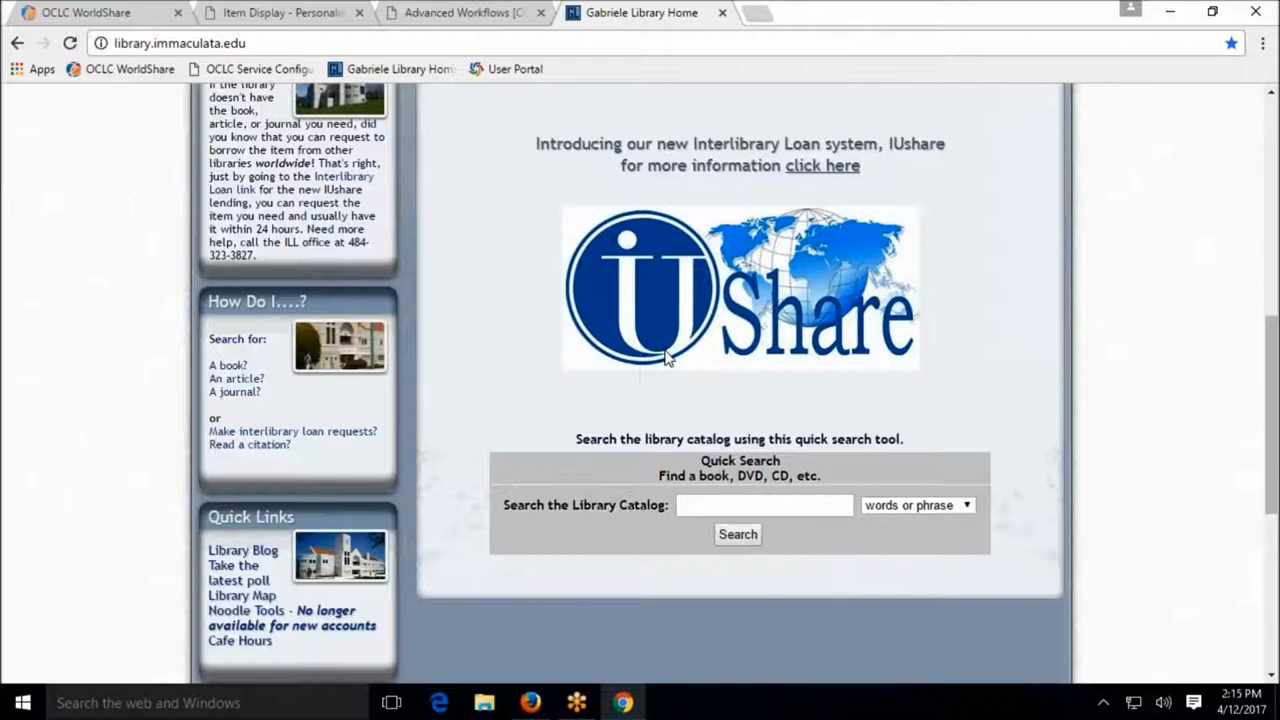 OCLC WorldShare
Item Display - Personalm
Advanced Workflows [O
Gabriele Library Home
library.immaculata.edu
Apps
OCLC WorldShare
OCLC Service Configu
Gabriele Library Hom
User Portal
If the library
doesn't have
the book,
article, or journal you need, did
you know that you can request to
borrow the item from other
libraries worldwide! That's right,
just by going to the Interlibrary
Loan link for the new IUshare
lending, you can request the
item you need and usually have
it within 24 hours. Need more
help, call the ILL office at 484-
323-3827.
How Do I....?
Search for:
A book?
An article?
A journal?
or
Make interlibrary loan requests?
Read a citation?
Quick Links
Library Blog
Take the
latest poll
Library Map
Noodle Tools - No longer
available for new accounts
Cafe Hours
Introducing our new Interlibrary Loan system, IUshare
for more information click here
iU Share
Search the library catalog using this quick search tool.
Quick Search
Find a book, DVD, CD, etc.
Search the Library Catalog:
words or phrase
Search
Search the web and Windows
2:15 PM
4/12/2017